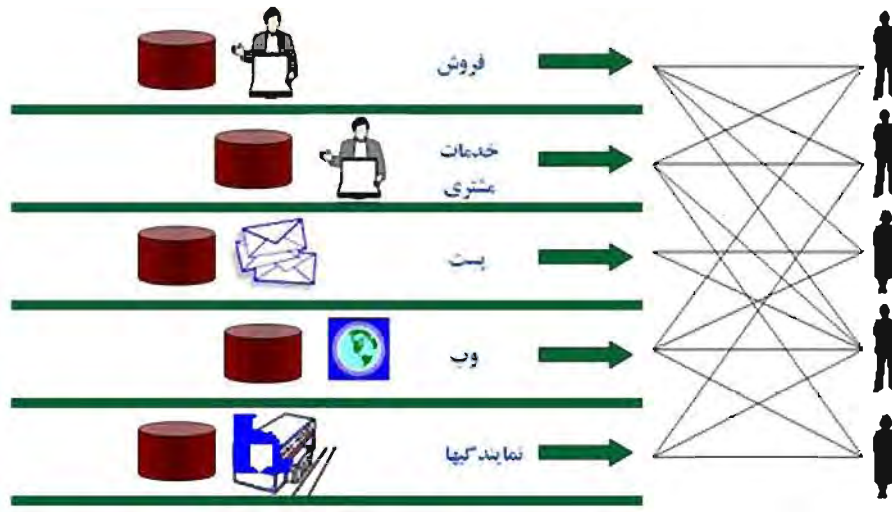 فروش
خدمات
مشتری
پست
وب
نمایندگیها